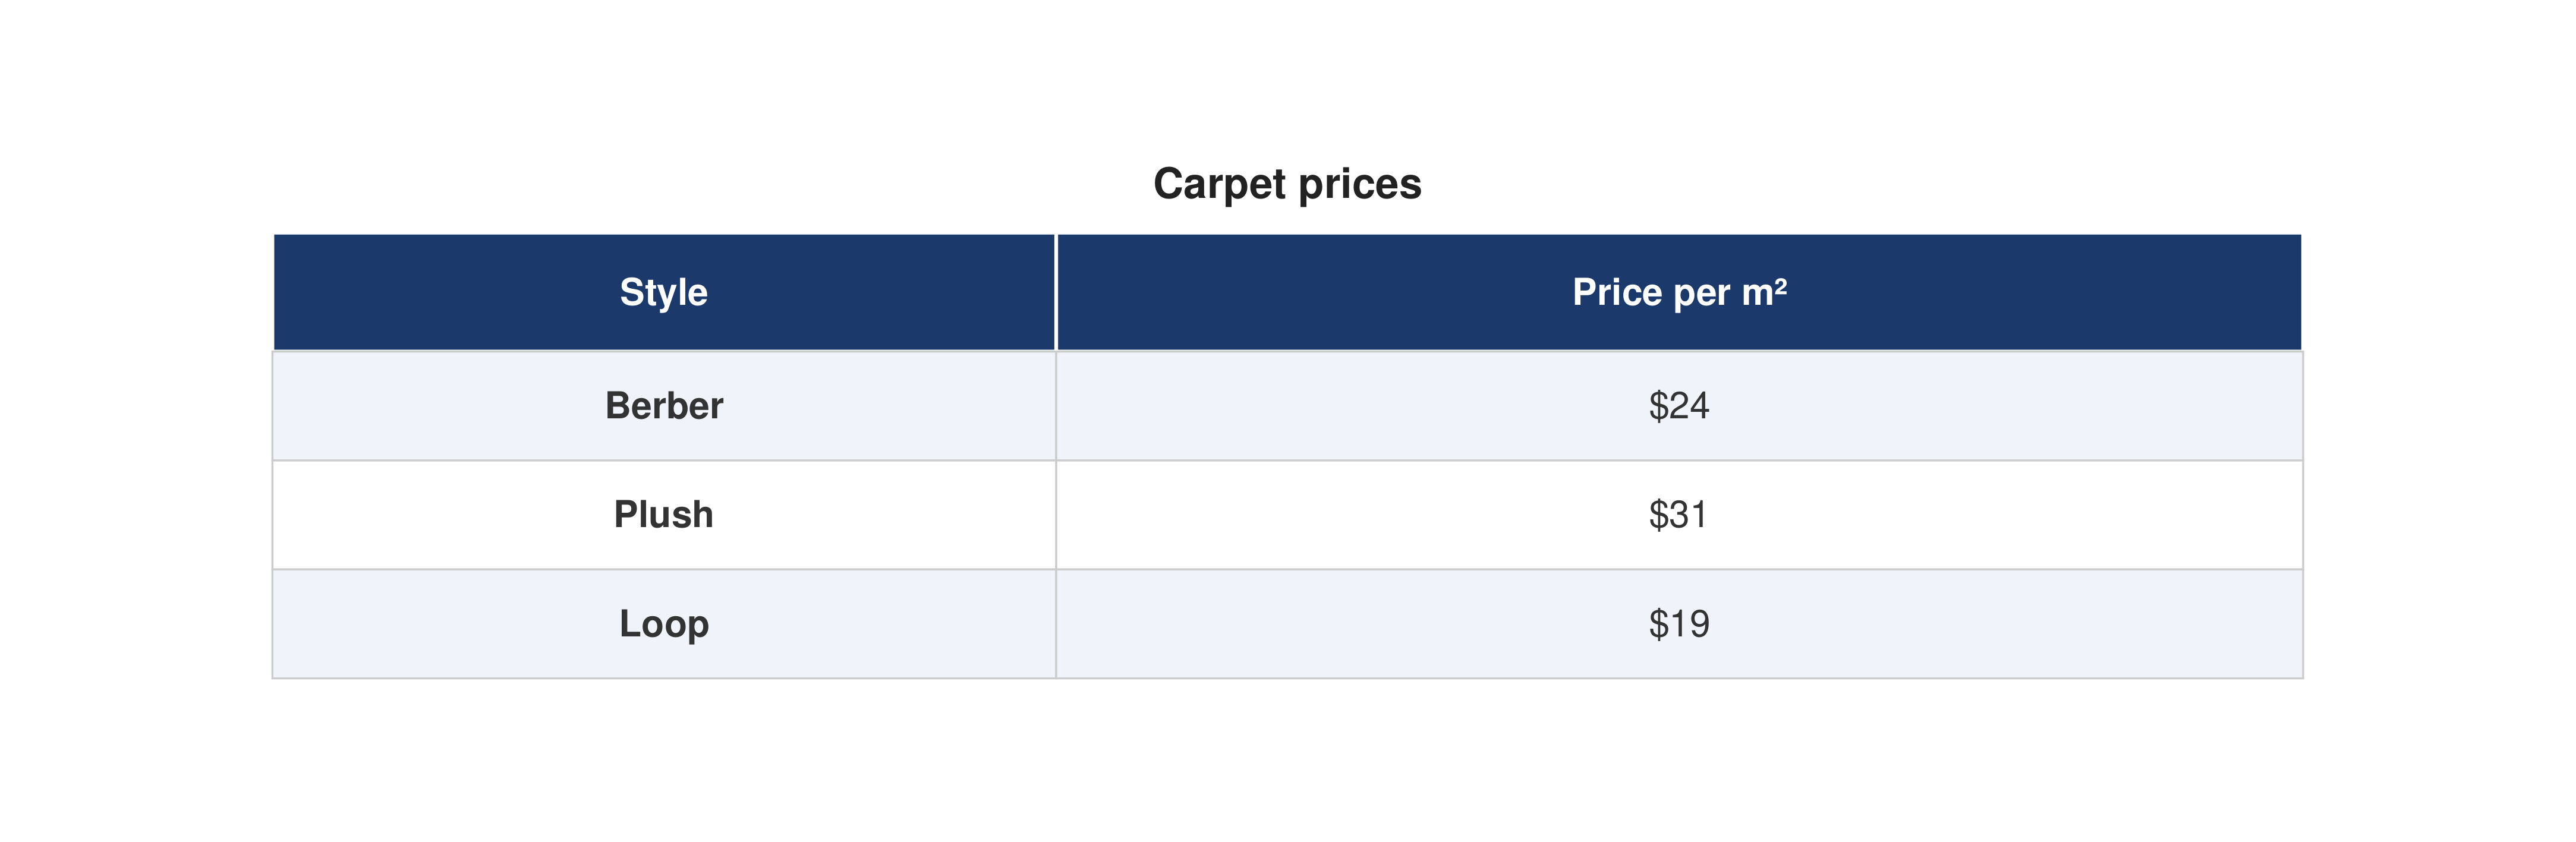 Carpet prices
Style Price per m²
Berber $24
Plush $31
Loop $19